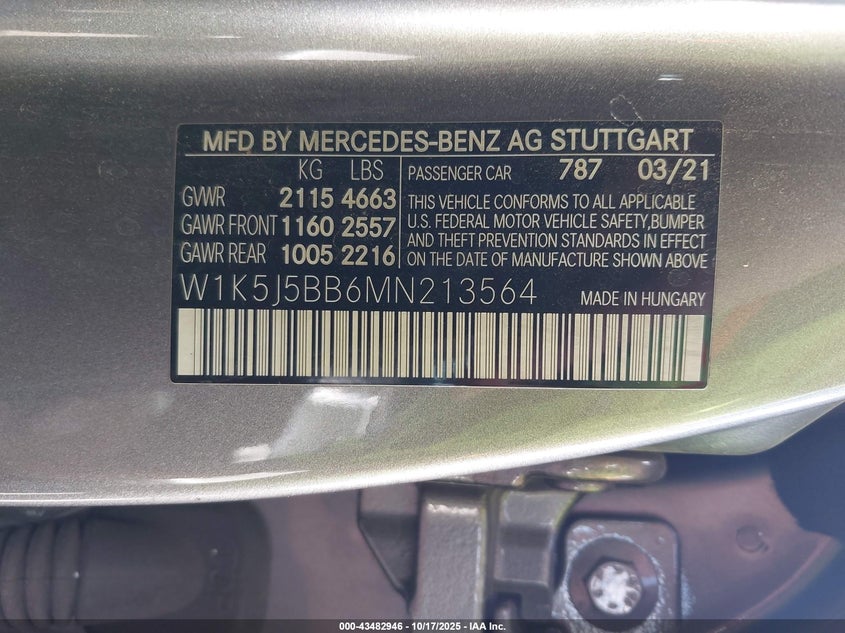 MFD BY MERCEDES-BENZ AG STUTTGART
KG LBS
GVWR 2115 4663
GAWR FRONT 1160 2557
GAWR REAR 1005 2216
PASSENGER CAR 787 03/21
THIS VEHICLE CONFORMS TO ALL APPLICABLE
U.S. FEDERAL MOTOR VEHICLE SAFETY,BUMPER
AND THEFT PREVENTION STANDARDS IN EFFECT
ON THE DATE OF MANUFACTURE SHOWN ABOVE
W1K5J5BB6MN213564
MADE IN HUNGARY
000-43482946 - 10/17/2025 - IAA Inc.